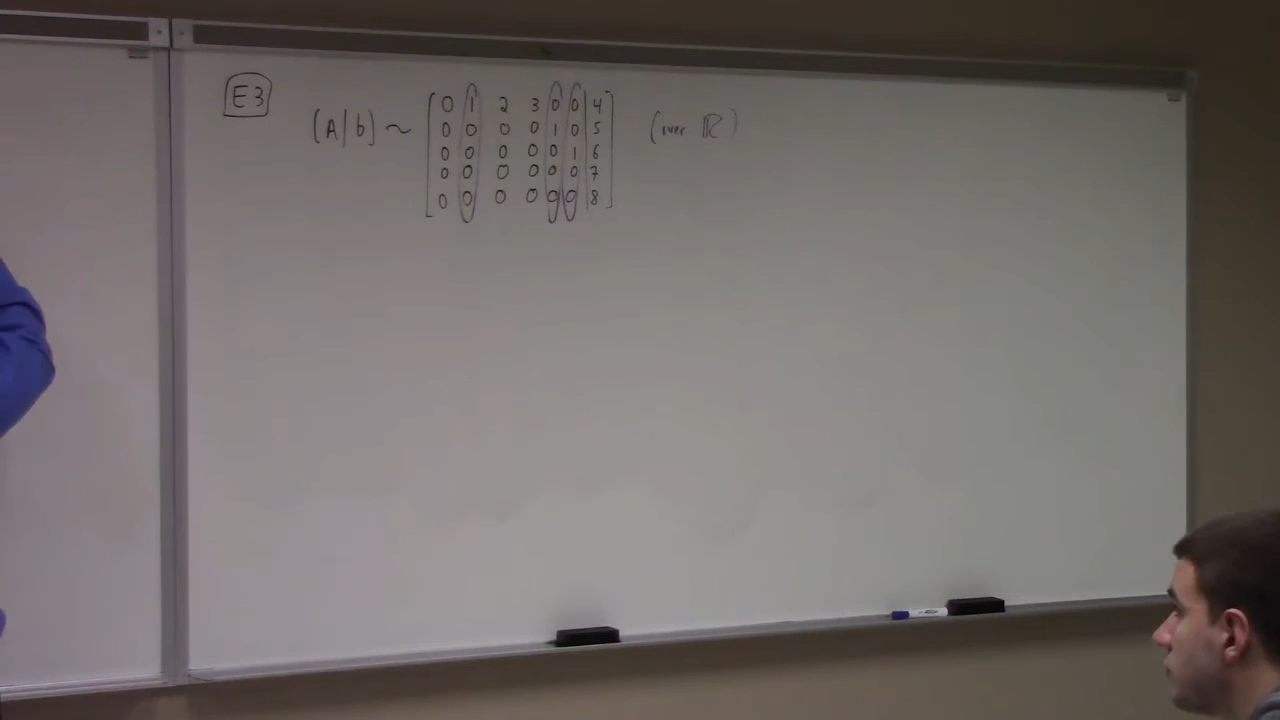 E3
[A|b] ~ [ 0 1 2 3 0 0 | 4 ] (over ℝ)
0 0 0 0 1 0 | 5
0 0 0 0 0 1 | 6
0 0 0 0 0 0 | 7
0 0 0 0 0 0 | 8